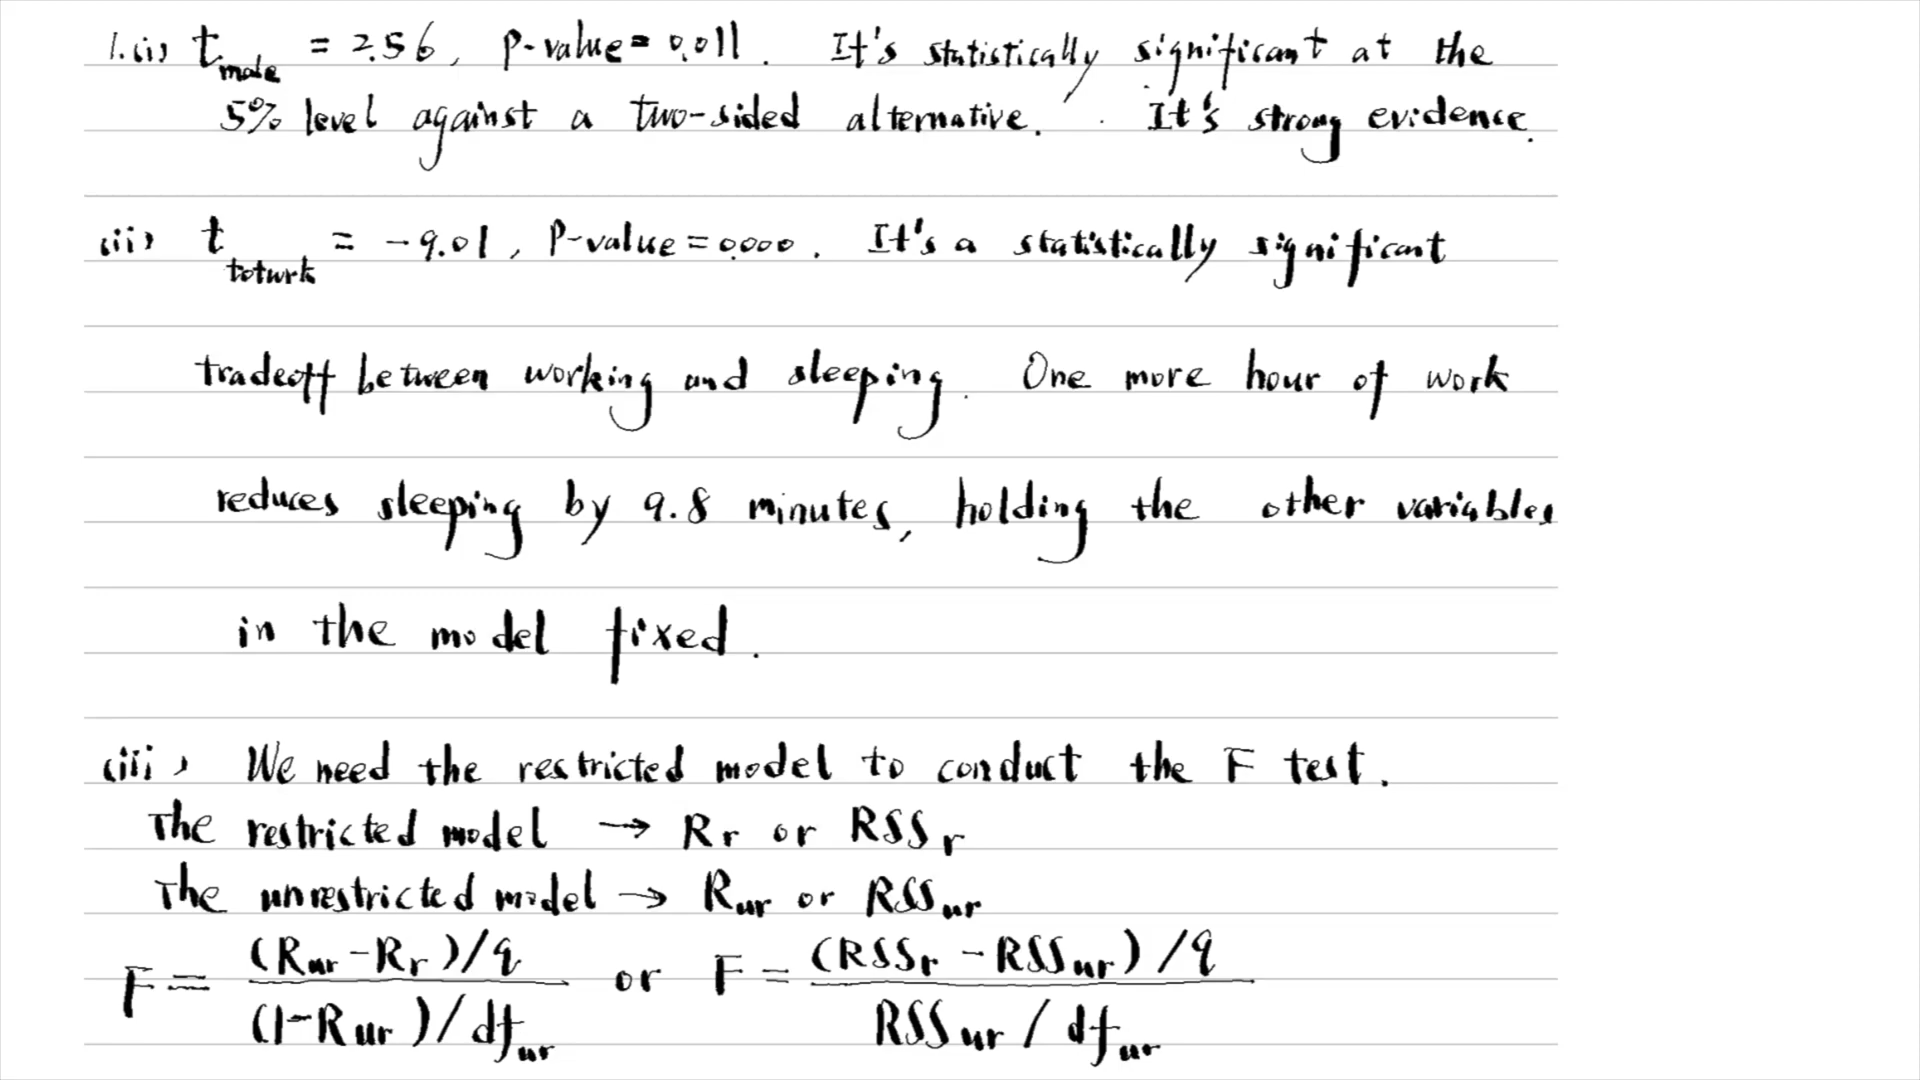 1.(i) t_male = 2.56, p-value = 0.011. It's statistically significant at the
5% level against a two-sided alternative. It's strong evidence.
(ii) t_totwrk = -9.01, P-value = 0.000. It's a statistically significant
tradeoff between working and sleeping. One more hour of work
reduces sleeping by 9.8 minutes, holding the other variables
in the model fixed.
(iii) We need the restricted model to conduct the F test.
The restricted model → Rr or RSSr
The unrestricted model → Rur or RSSur
F = (Rur - Rr)/q / (1-Rur)/dfur or F = (RSSr - RSSur)/q / RSSur/dfur